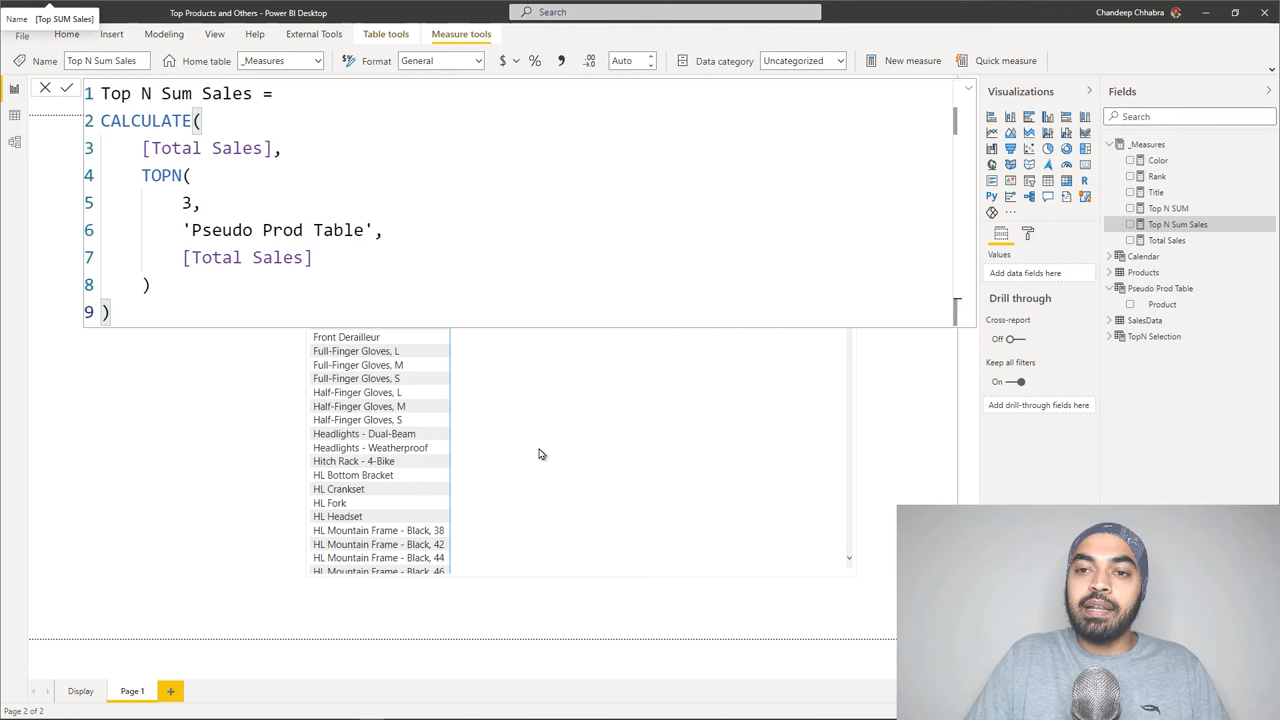 Name [Top SUM Sales]
Top Products and Others - Power BI Desktop
Search
Chandeep Chhabra
File
Home
Insert
Modeling
View
Help
External Tools
Table tools
Measure tools
Name
Top N Sum Sales
Home table
_Measures
Format
General
$
%
,
Auto
Data category
Uncategorized
New measure
Quick measure
1 Top N Sum Sales =
2 CALCULATE(
3 [Total Sales],
4 TOPN(
5 3,
6 'Pseudo Prod Table',
7 [Total Sales]
8 )
9 )
Front Derailleur
Full-Finger Gloves, L
Full-Finger Gloves, M
Full-Finger Gloves, S
Half-Finger Gloves, L
Half-Finger Gloves, M
Half-Finger Gloves, S
Headlights - Dual-Beam
Headlights - Weatherproof
Hitch Rack - 4-Bike
HL Bottom Bracket
HL Crankset
HL Fork
HL Headset
HL Mountain Frame - Black, 38
HL Mountain Frame - Black, 42
HL Mountain Frame - Black, 44
HL Mountain Frame - Black, 46
Visualizations
R
Py
Values
Add data fields here
Drill through
Cross-report
Off
Keep all filters
On
Add drill-through fields here
Fields
Search
_Measures
Color
Rank
Title
Top N SUM
Top N Sum Sales
Total Sales
Calendar
Products
Pseudo Prod Table
Product
SalesData
TopN Selection
Display
Page 1
Page 2 of 2